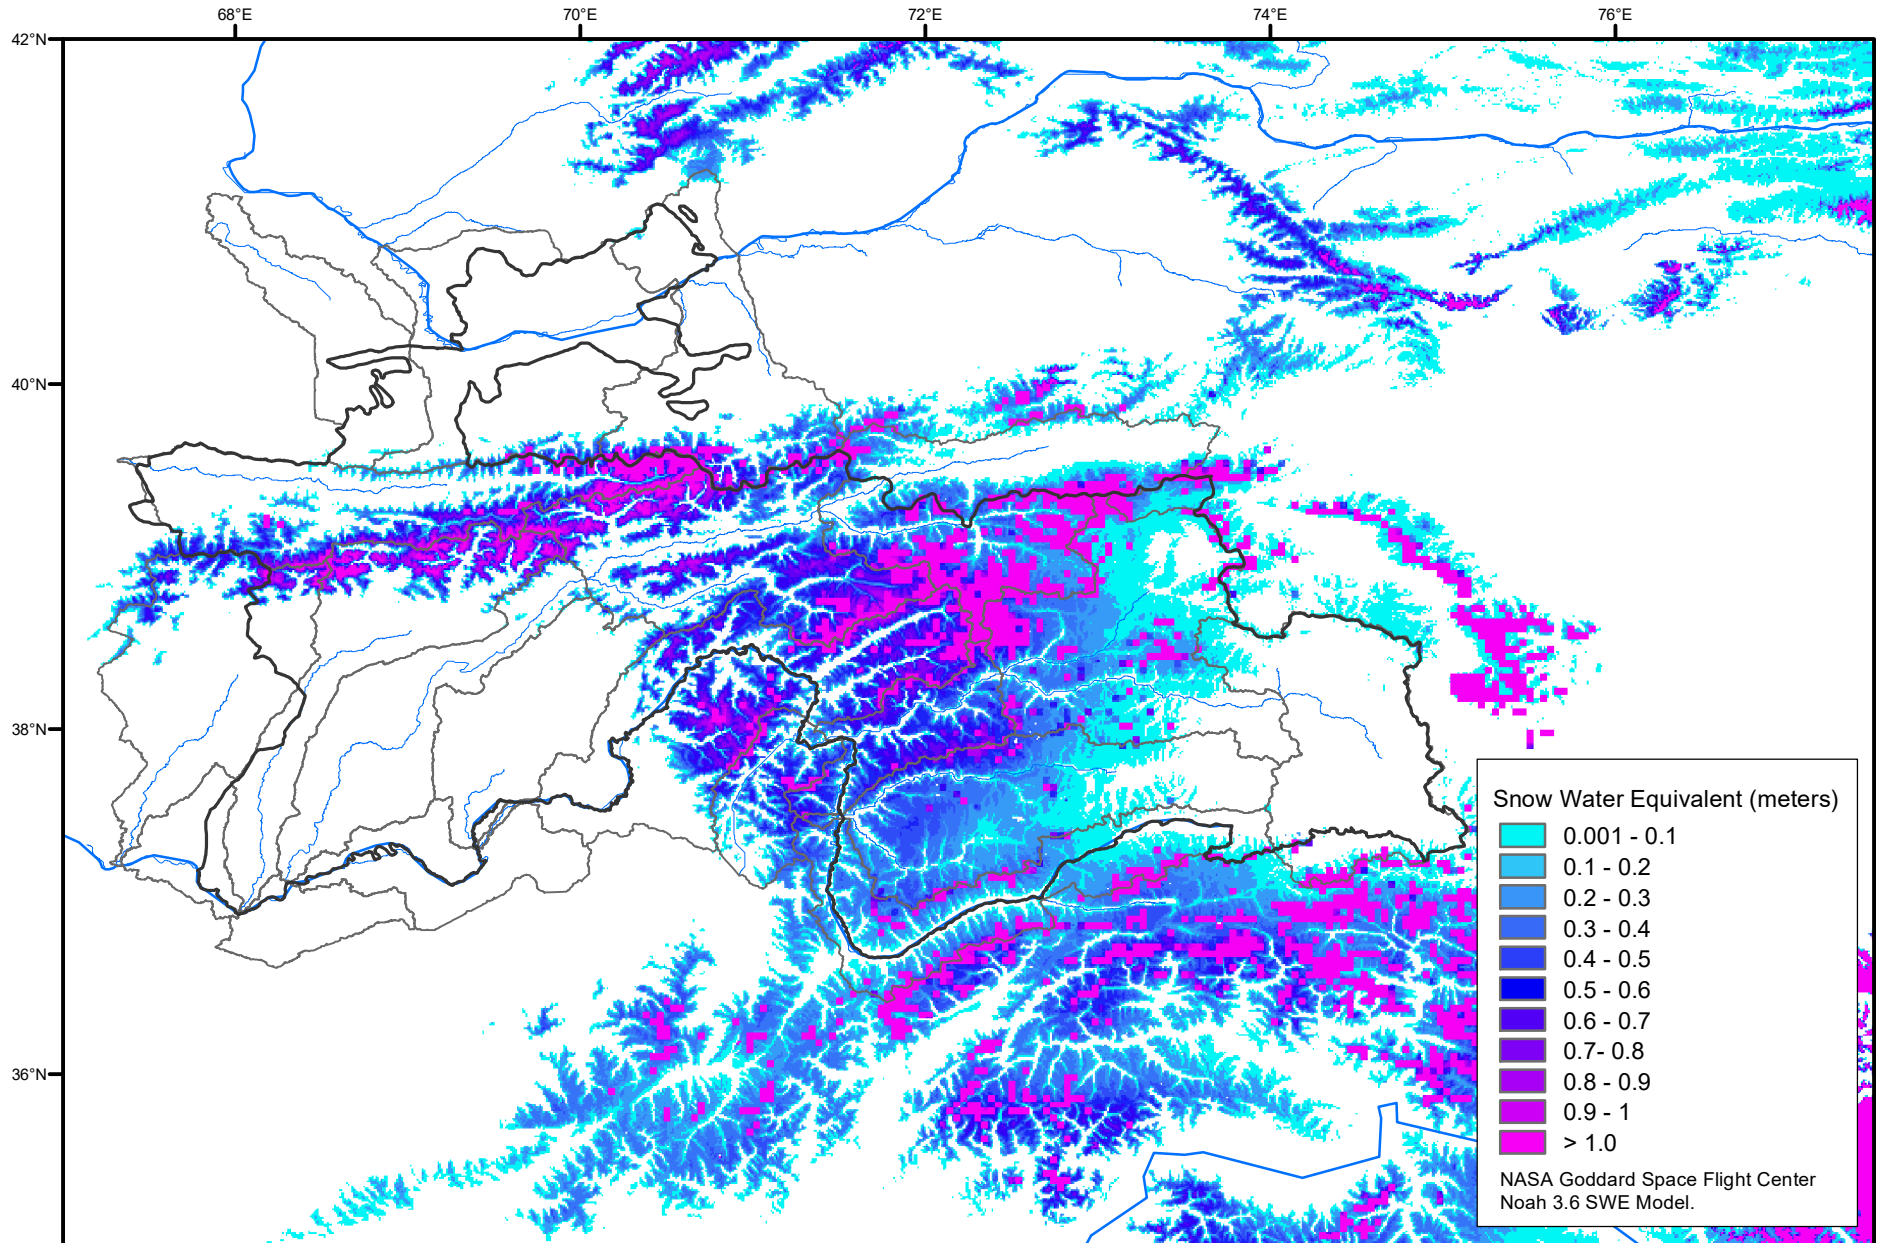 68°E 70°E 72°E 74°E 76°E
42°N
40°N
38°N
36°N
Snow Water Equivalent (meters)
0.001 - 0.1
0.1 - 0.2
0.2 - 0.3
0.3 - 0.4
0.4 - 0.5
0.5 - 0.6
0.6 - 0.7
0.7- 0.8
0.8 - 0.9
0.9 - 1
> 1.0
NASA Goddard Space Flight Center
Noah 3.6 SWE Model.